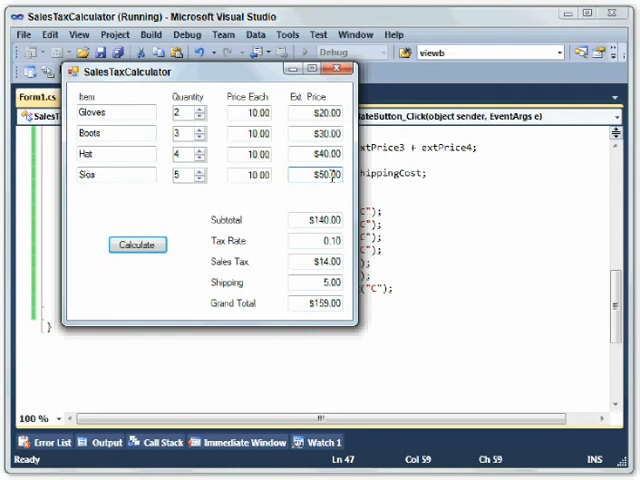 SalesTaxCalculator (Running) - Microsoft Visual Studio
File Edit View Project Build Debug Team Data Tools Test Window Help
Debug viewb
SalesTaxCalculator
Form1.cs
Item Quantity Price Each Ext. Price
Gloves 2 10.00 $20.00
Boots 3 10.00 $30.00
Hat 4 10.00 $40.00
Skis 5 10.00 $50.00
ateButton_Click(object sender, EventArgs e)
xtPrice3 + extPrice4;
hippingCost;
"C");
"C");
"C");
"C");
);
);
"C");
Subtotal $140.00
Calculate
Tax Rate 0.10
Sales Tax $14.00
Shipping 5.00
Grand Total $159.00
}
100 %
Error List Output Call Stack Immediate Window Watch 1
Ready Ln 47 Col 59 Ch 59 INS